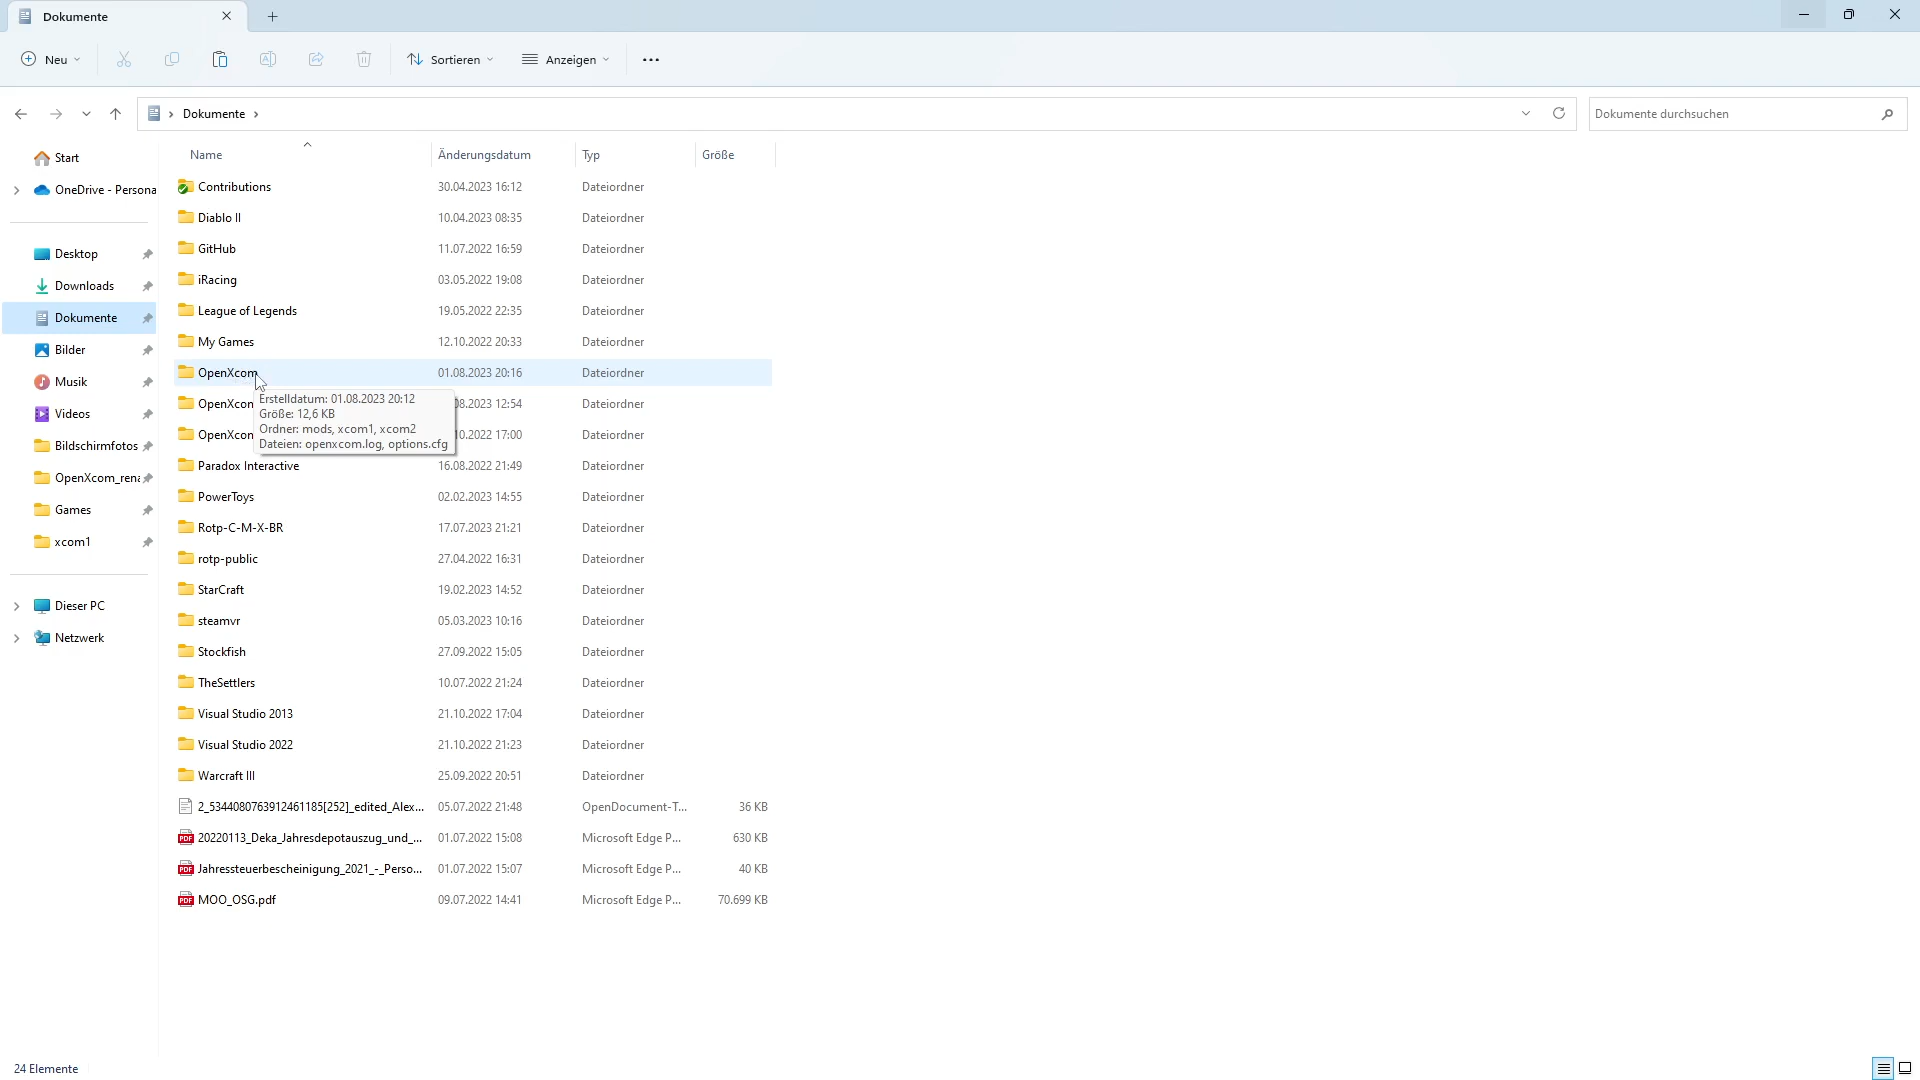 Dokumente
Neu
Sortieren
Anzeigen
Dokumente
Dokumente durchsuchen
Name Änderungsdatum Typ Größe
Start
OneDrive - Persona
Desktop
Downloads
Dokumente
Bilder
Musik
Videos
Bildschirmfotos
OpenXcom_rena
Games
xcom1
Dieser PC
Netzwerk
Contributions 30.04.2023 16:12 Dateiordner
Diablo II 10.04.2023 08:35 Dateiordner
GitHub 11.07.2022 16:59 Dateiordner
iRacing 03.05.2022 19:08 Dateiordner
League of Legends 19.05.2022 22:35 Dateiordner
My Games 12.10.2022 20:33 Dateiordner
OpenXcom 01.08.2023 20:16 Dateiordner
Erstelldatum: 01.08.2023 20:12
Größe: 12,6 KB
Ordner: mods, xcom1, xcom2
Dateien: openxcom.log, options.cfg
08.2023 12:54 Dateiordner
10.2022 17:00 Dateiordner
Paradox Interactive 16.08.2022 21:49 Dateiordner
PowerToys 02.02.2023 14:55 Dateiordner
Rotp-C-M-X-BR 17.07.2023 21:21 Dateiordner
rotp-public 27.04.2022 16:31 Dateiordner
StarCraft 19.02.2023 14:52 Dateiordner
steamvr 05.03.2023 10:16 Dateiordner
Stockfish 27.09.2022 15:05 Dateiordner
TheSettlers 10.07.2022 21:24 Dateiordner
Visual Studio 2013 21.10.2022 17:04 Dateiordner
Visual Studio 2022 21.10.2022 21:23 Dateiordner
Warcraft III 25.09.2022 20:51 Dateiordner
2_5344080763912461185[252]_edited_Alex... 05.07.2022 21:48 OpenDocument-T... 36 KB
20220113_Deka_Jahresdepotauszug_und_... 01.07.2022 15:08 Microsoft Edge P... 630 KB
Jahressteuerbescheinigung_2021_-_Perso... 01.07.2022 15:07 Microsoft Edge P... 40 KB
MOO_OSG.pdf 09.07.2022 14:41 Microsoft Edge P... 70.699 KB
24 Elemente